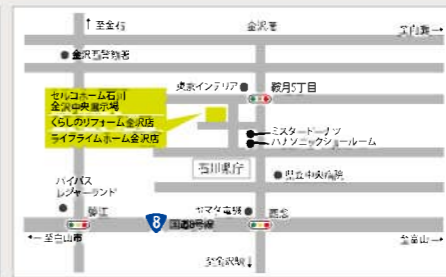 ↑至金石
金沢港
至内灘→
金沢西警察署
東京インテリア
鞍月5丁目
セルコホーム石川
金沢中央展示場
くらしのリフォーム金沢店
ライフライムホーム金沢店
ミスタードーナツ
パナソニックショールーム
石川県庁
県立中央病院
バイパス
レジャーランド
藤江
ヤマダ電機
西念
8
国道8号線
←至白山市
至富山→
至金沢駅↓